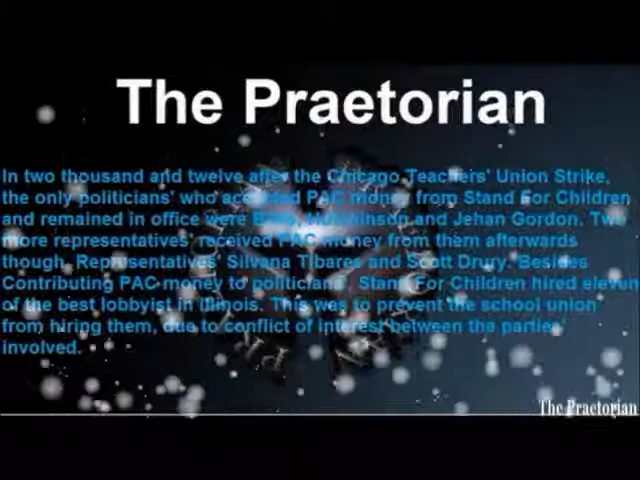 The Praetorian
In two thousand and twelve after the Chicago Teachers' Union Strike,
the only politicians' who accepted PAC money from Stand For Children
and remained in office were Hutchinson and Jehan Gordon. Two
more representatives' received PAC money from them afterwards
though, Representatives' Silvana Tibares and Scott Drury. Besides
Contributing PAC money to politicians', Stand For Children hired eleven
of the best lobbyist in Illinois. This was to prevent the school union
from hiring them, due to conflict of interest between the parties'
involved.
The Praetorian